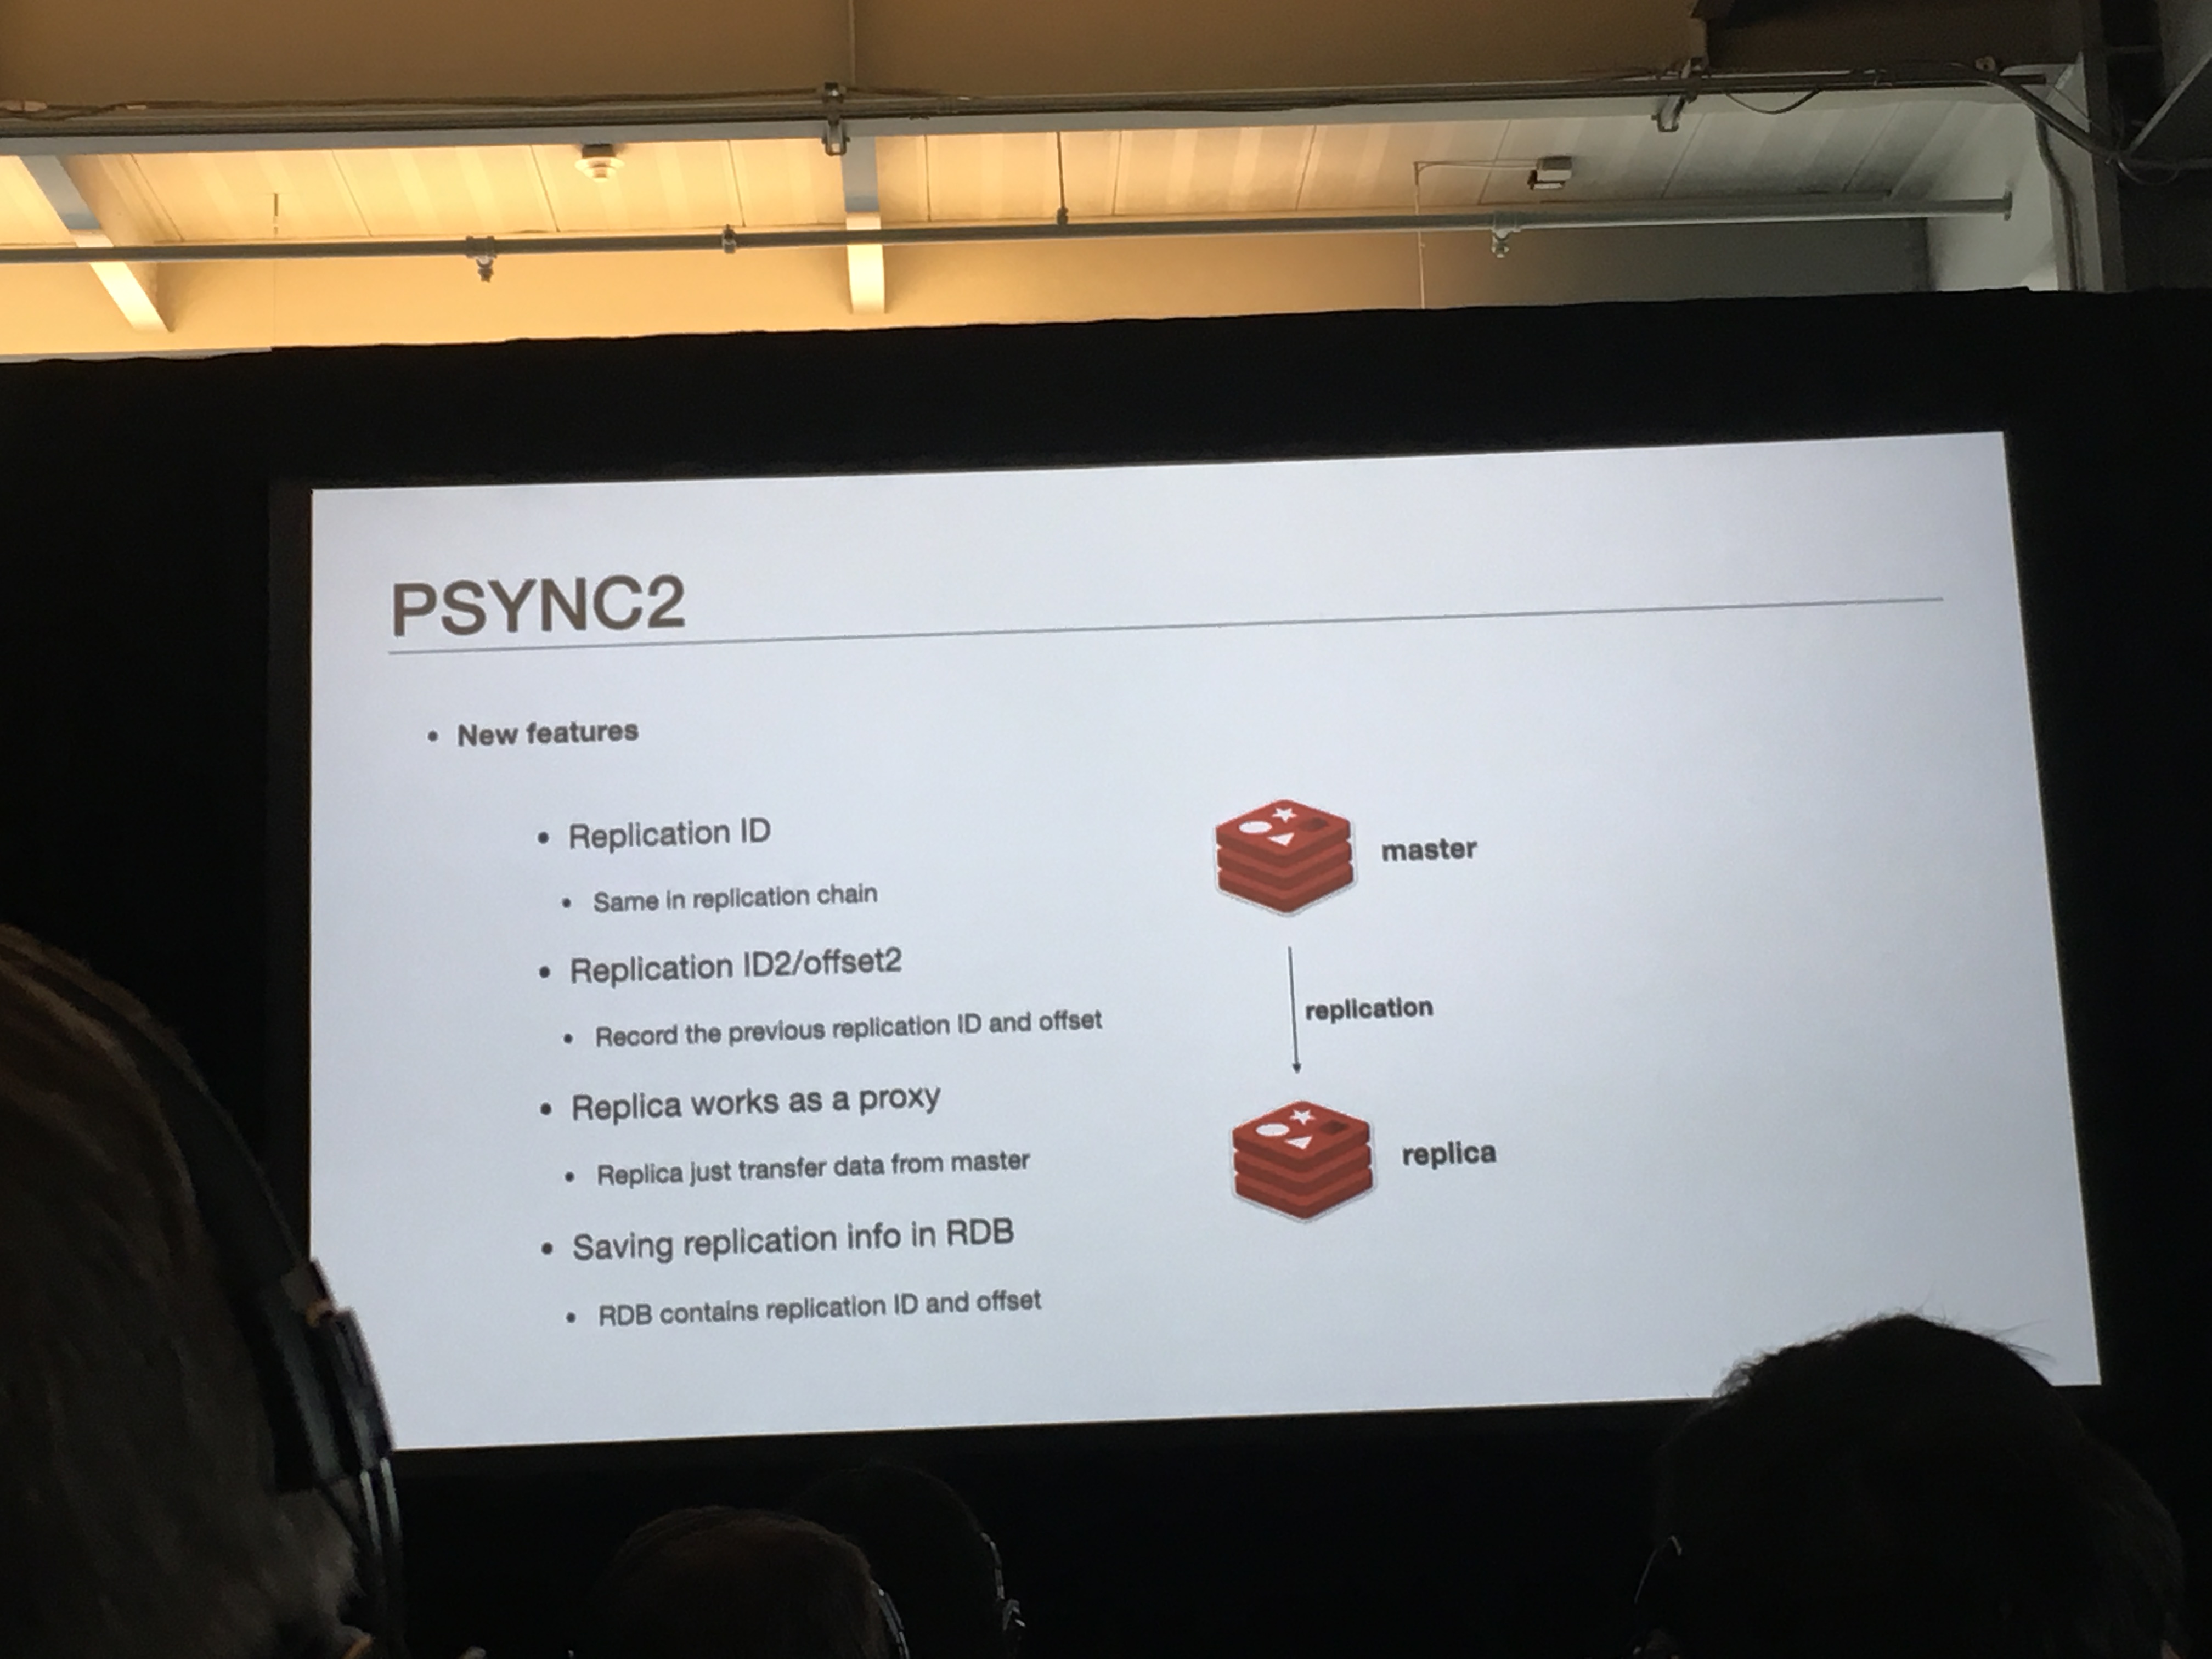 PSYNC2
• New features
• Replication ID
• Same in replication chain
• Replication ID2/offset2
• Record the previous replication ID and offset
• Replica works as a proxy
• Replica just transfer data from master
• Saving replication info in RDB
• RDB contains replication ID and offset
master
replication
replica